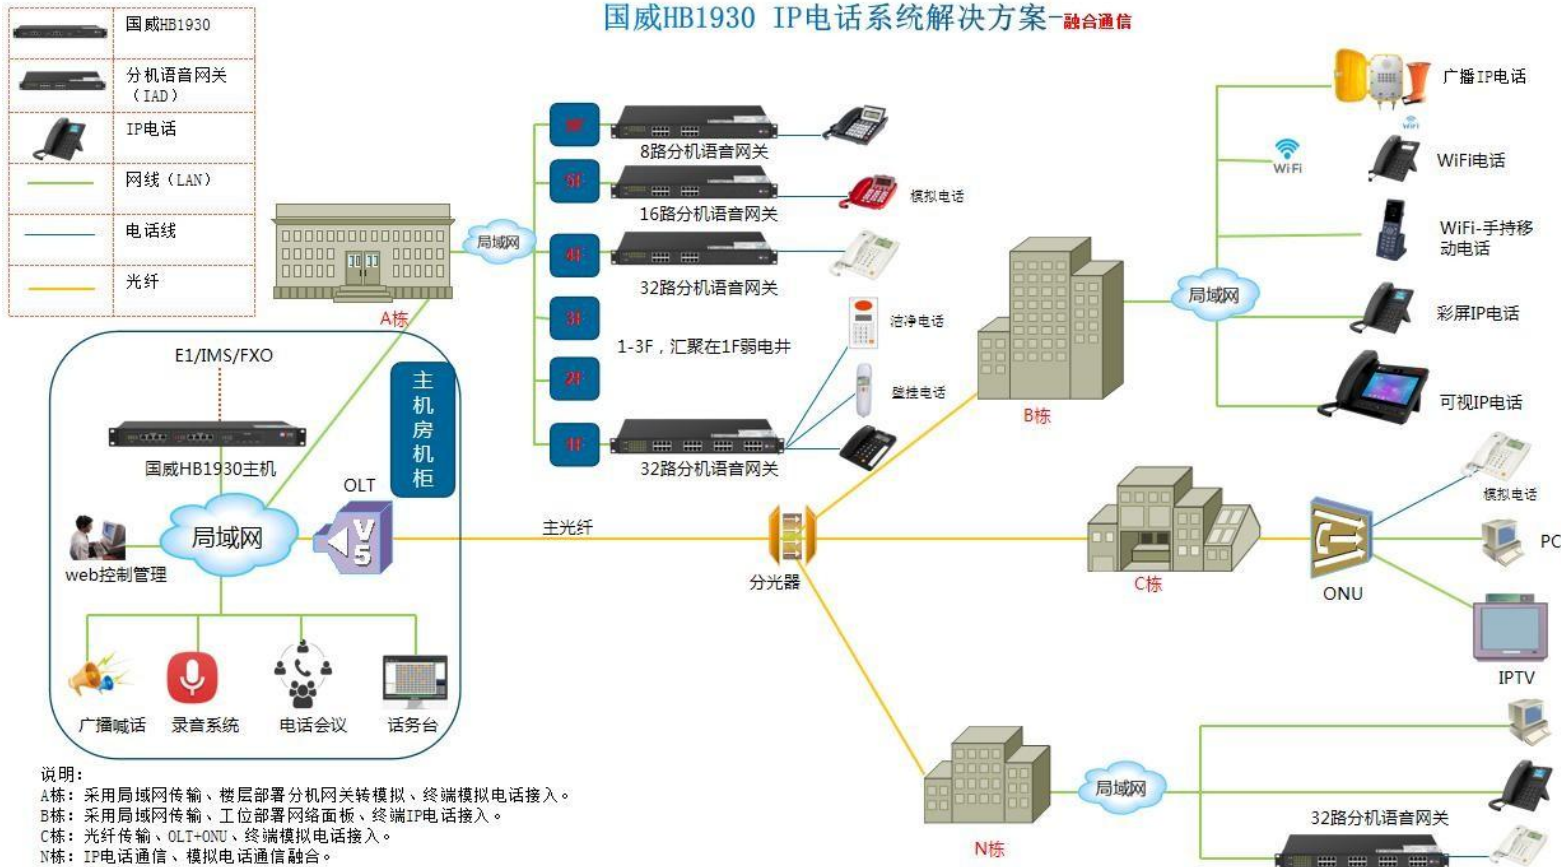 国威HB1930 IP电话系统解决方案-融合通信
国威HB1930
分机语音网关
（IAD）
IP电话
网线（LAN）
电话线
光纤
A栋
局域网
5F
4F
3F
2F
1F
8路分机语音网关
16路分机语音网关
32路分机语音网关
1-3F，汇聚在1F弱电井
32路分机语音网关
模拟电话
洁净电话
壁挂电话
E1/IMS/FXO
主机房机柜
国威HB1930主机
局域网
OLT
V5
web控制管理
广播喊话
录音系统
电话会议
话务台
主光纤
分光器
B栋
局域网
广播IP电话
WiFi
WiFi
WiFi电话
WiFi-手持移
动电话
彩屏IP电话
可视IP电话
C栋
ONU
模拟电话
PC
IPTV
N栋
局域网
32路分机语音网关
说明：
A栋：采用局域网传输、楼层部署分机网关转模拟、终端模拟电话接入。
B栋：采用局域网传输、工位部署网络面板、终端IP电话接入。
C栋：光纤传输、OLT+ONU、终端模拟电话接入。
N栋：IP电话通信、模拟电话通信融合。